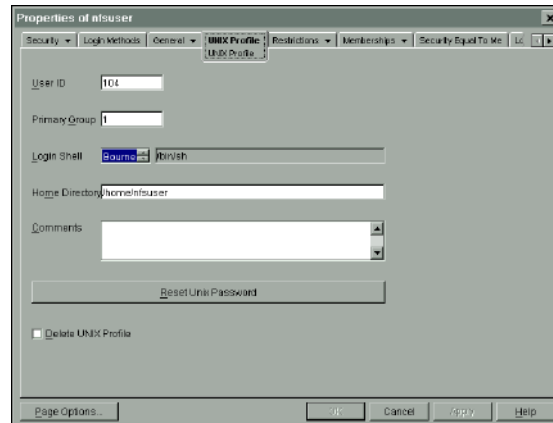 Properties of nfsuser
Security Login Methods General UNIX Profile Restrictions Memberships Security Equal To Me
UNIX Profile
User ID 104
Primary Group 1
Login Shell Bourne /bin/sh
Home Directory /home/nfsuser
Comments
Reset Unix Password
Delete UNIX Profile
Page Options... OK Cancel Apply Help